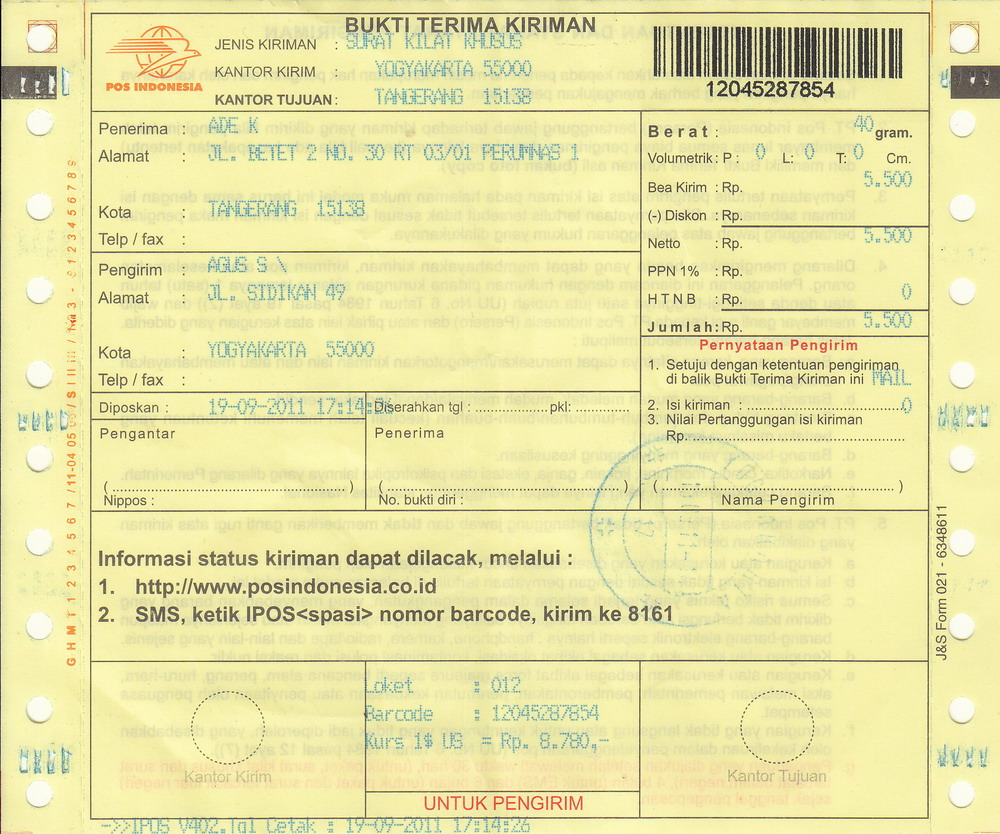 BUKTI TERIMA KIRIMAN
POS INDONESIA
JENIS KIRIMAN : SURAT KILAT KHUSUS
KANTOR KIRIM : YOGYAKARTA 55000
KANTOR TUJUAN : TANGERANG 15138
12045287854
Penerima : ADE K
Alamat : JL. BETET 2 NO. 30 RT 03/01 PERUMNAS 1
Kota : TANGERANG 15138
Telp / fax :
Berat : 40 gram.
Volumetrik : P : 0 L: 0 T: 0 Cm.
Bea Kirim : Rp. 5.500
(-) Diskon : Rp.
Netto : Rp. 5.500
PPN 1% : Rp.
H T N B : Rp. 0
Jumlah : Rp. 5.500
Pengirim : AGUS S \
Alamat : JL. SIDIKAN 49
Kota : YOGYAKARTA 55000
Telp / fax :
Pernyataan Pengirim
1. Setuju dengan ketentuan pengiriman
di balik Bukti Terima Kiriman ini MAIL
2. Isi kiriman : 0
3. Nilai Pertanggungan isi kiriman
Rp.
Diposkan : 19-09-2011 17:14: Diserahkan tgl : pkl:
Pengantar
Penerima
( ) ( ) ( )
Nippos : No. bukti diri : Nama Pengirim
Informasi status kiriman dapat dilacak, melalui :
1. http://www.posindonesia.co.id
2. SMS, ketik IPOS<spasi> nomor barcode, kirim ke 8161
Loket : 012
Barcode : 12045287854
Kurs 1$ US = Rp. 8.780,-
Kantor Kirim
Kantor Tujuan
UNTUK PENGIRIM
->>IPOS V402.Tgl Cetak : 19-09-2011 17:14:26
J&S Form 021 - 6348611